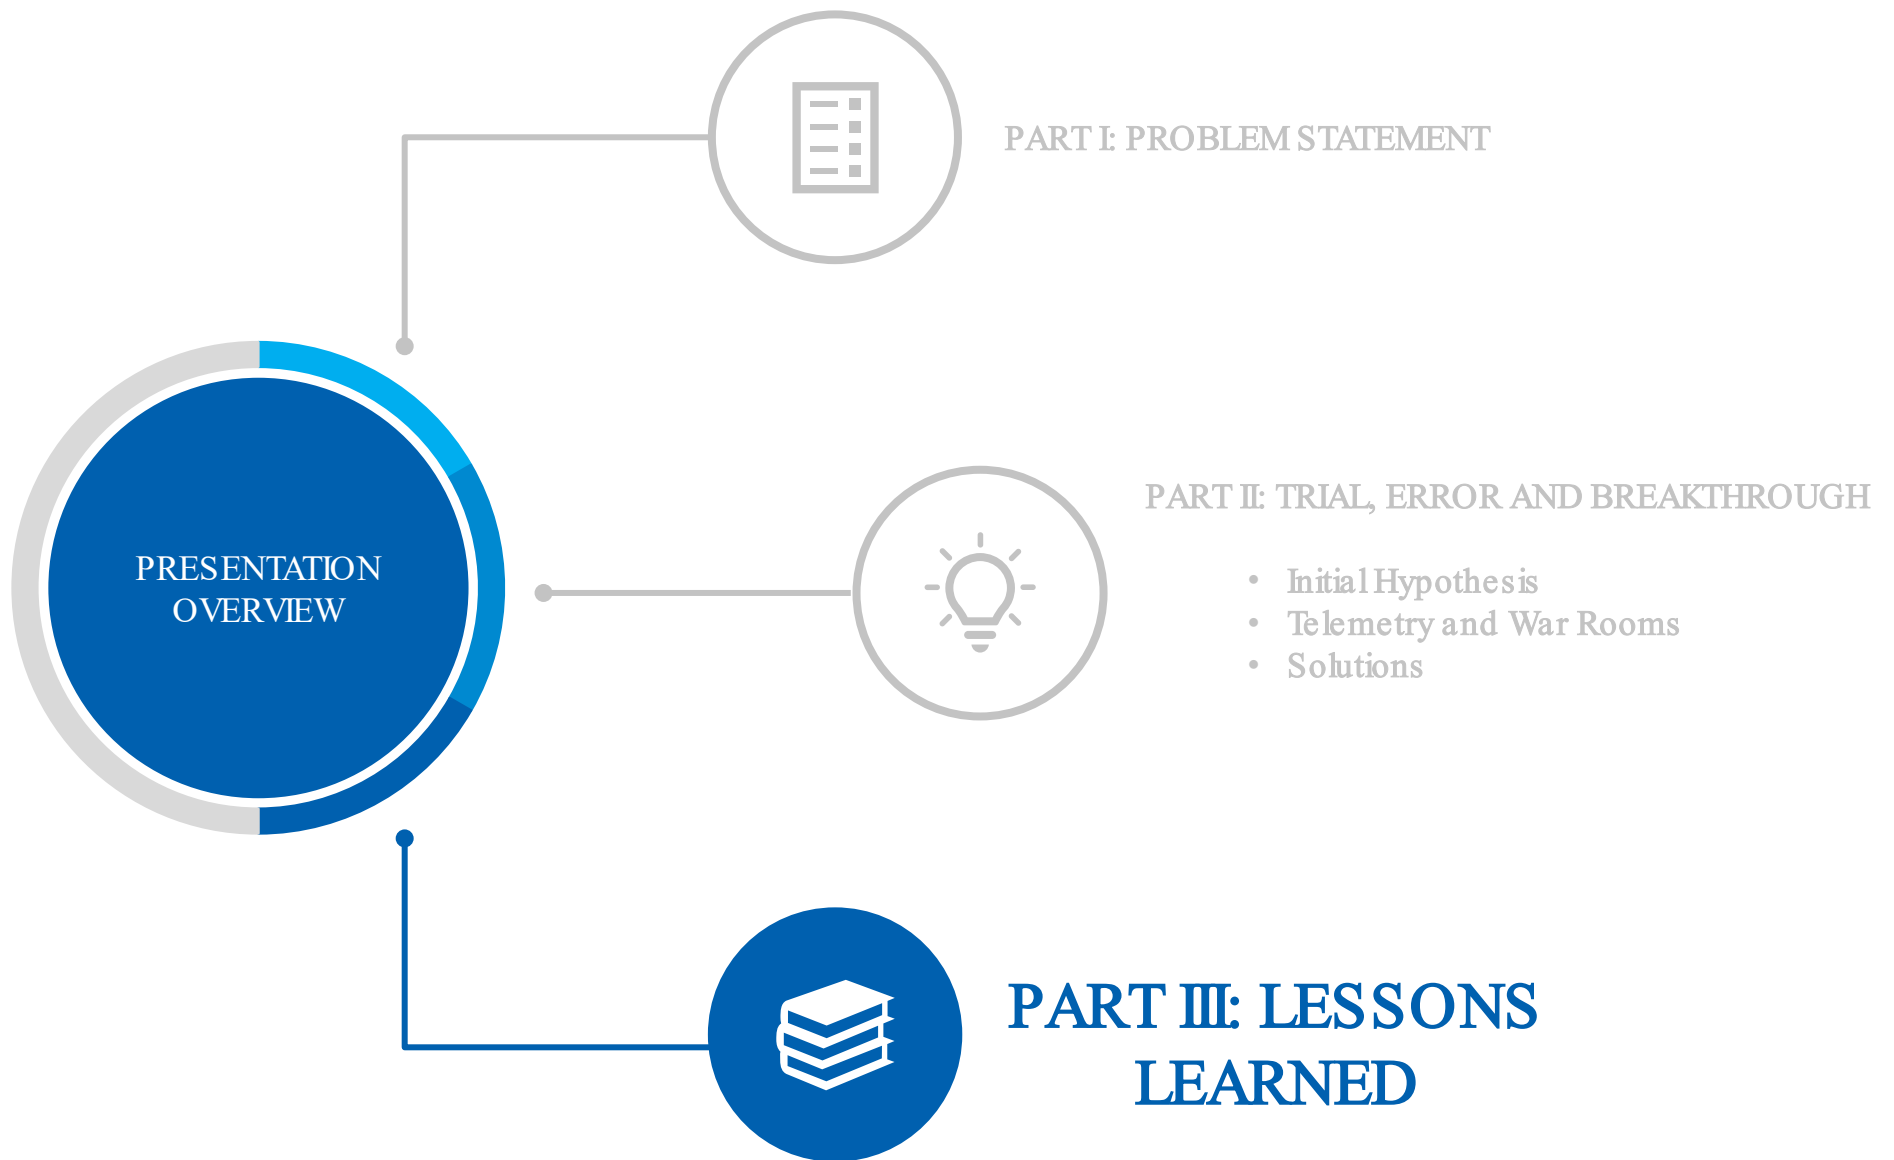 PART I: PROBLEM STATEMENT
PRESENTATION
OVERVIEW
PART II: TRIAL, ERROR AND BREAKTHROUGH
• Initial Hypothesis
• Telemetry and War Rooms
• Solutions
PART III: LESSONS
LEARNED